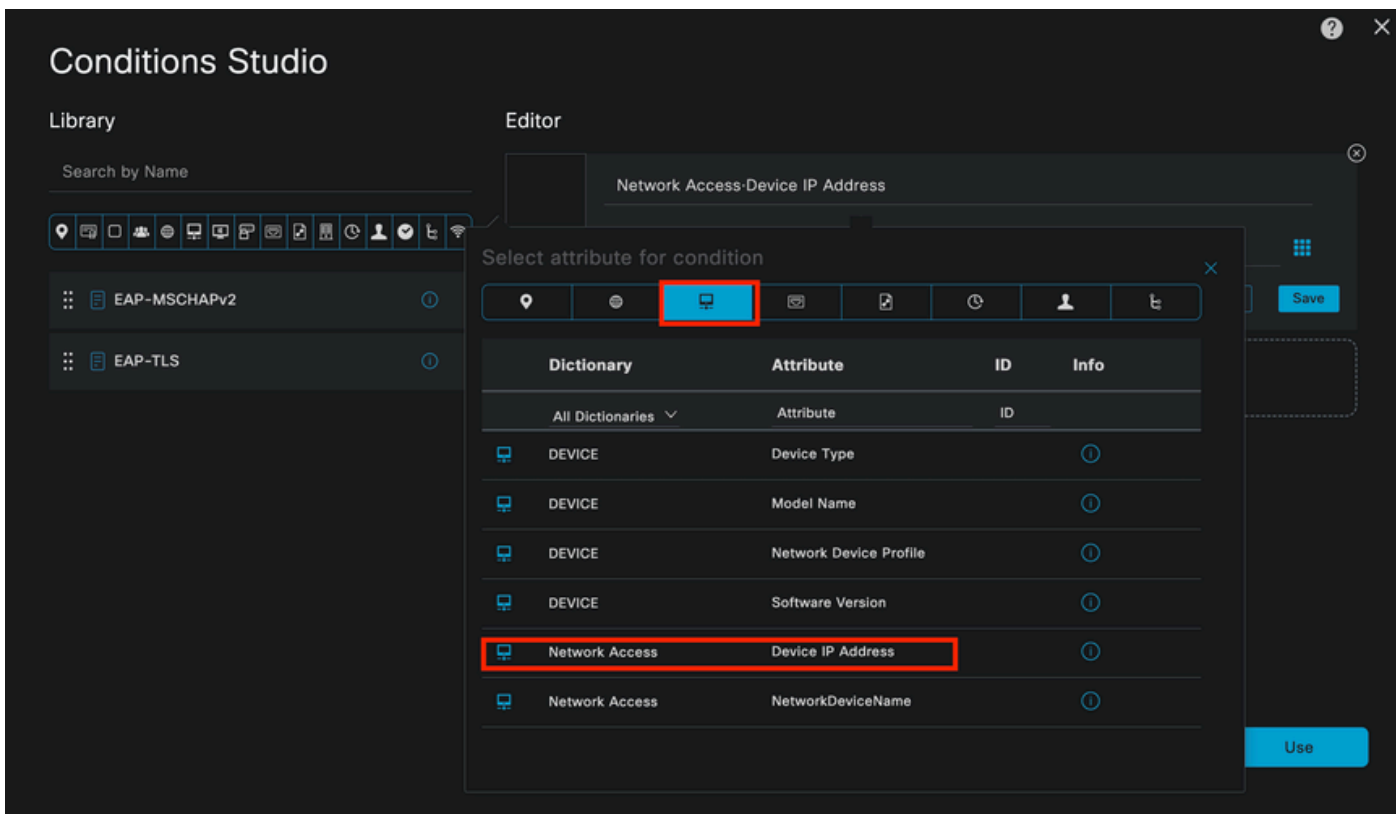 Conditions Studio
Library
Editor
Search by Name
Network Access·Device IP Address
Select attribute for condition
EAP-MSCHAPv2
Save
EAP-TLS
Dictionary Attribute ID Info
All Dictionaries Attribute ID
DEVICE Device Type
DEVICE Model Name
DEVICE Network Device Profile
DEVICE Software Version
Network Access Device IP Address
Network Access NetworkDeviceName
Use